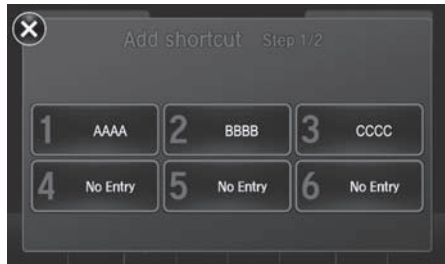 Add shortcut Step 1/2
1 AAAA 2 BBBB 3 CCCC
4 No Entry 5 No Entry 6 No Entry